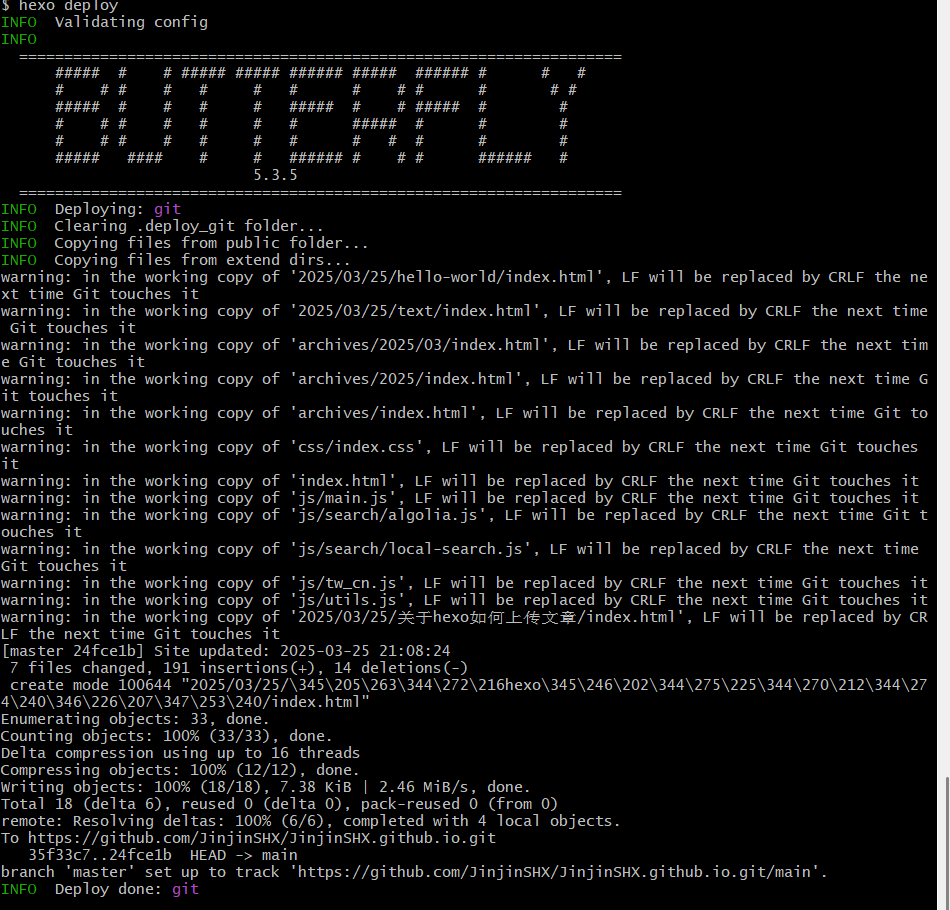 $ hexo deploy
INFO  Validating config
INFO
  ===================================================================
      #####  #    # ##### ##### ###### #####  ###### #      #   #
      #    # #    #   #     #   #      #    # #      #       # #
      #####  #    #   #     #   #####  #    # #####  #        #
      #    # #    #   #     #   #      #####  #      #        #
      #    # #    #   #     #   #      #   #  #      #        #
      #####   ####    #     #   ###### #    # #      ######   #
                            5.3.5
  ===================================================================
INFO  Deploying: git
INFO  Clearing .deploy_git folder...
INFO  Copying files from public folder...
INFO  Copying files from extend dirs...
warning: in the working copy of '2025/03/25/hello-world/index.html', LF will be replaced by CRLF the ne
xt time Git touches it
warning: in the working copy of '2025/03/25/text/index.html', LF will be replaced by CRLF the next time
 Git touches it
warning: in the working copy of 'archives/2025/03/index.html', LF will be replaced by CRLF the next tim
e Git touches it
warning: in the working copy of 'archives/2025/index.html', LF will be replaced by CRLF the next time G
it touches it
warning: in the working copy of 'archives/index.html', LF will be replaced by CRLF the next time Git to
uches it
warning: in the working copy of 'css/index.css', LF will be replaced by CRLF the next time Git touches
it
warning: in the working copy of 'index.html', LF will be replaced by CRLF the next time Git touches it
warning: in the working copy of 'js/main.js', LF will be replaced by CRLF the next time Git touches it
warning: in the working copy of 'js/search/algolia.js', LF will be replaced by CRLF the next time Git t
ouches it
warning: in the working copy of 'js/search/local-search.js', LF will be replaced by CRLF the next time
Git touches it
warning: in the working copy of 'js/tw_cn.js', LF will be replaced by CRLF the next time Git touches it
warning: in the working copy of 'js/utils.js', LF will be replaced by CRLF the next time Git touches it
warning: in the working copy of '2025/03/25/关于hexo如何上传文章/index.html', LF will be replaced by CR
LF the next time Git touches it
[master 24fce1b] Site updated: 2025-03-25 21:08:24
 7 files changed, 191 insertions(+), 14 deletions(-)
 create mode 100644 "2025/03/25/\345\205\263\344\272\216hexo\345\246\202\344\275\225\344\270\212\344\27
4\240\346\226\207\347\253\240/index.html"
Enumerating objects: 33, done.
Counting objects: 100% (33/33), done.
Delta compression using up to 16 threads
Compressing objects: 100% (12/12), done.
Writing objects: 100% (18/18), 7.38 KiB | 2.46 MiB/s, done.
Total 18 (delta 6), reused 0 (delta 0), pack-reused 0 (from 0)
remote: Resolving deltas: 100% (6/6), completed with 4 local objects.
To https://github.com/JinjinSHX/JinjinSHX.github.io.git
   35f33c7..24fce1b  HEAD -> main
branch 'master' set up to track 'https://github.com/JinjinSHX/JinjinSHX.github.io.git/main'.
INFO  Deploy done: git